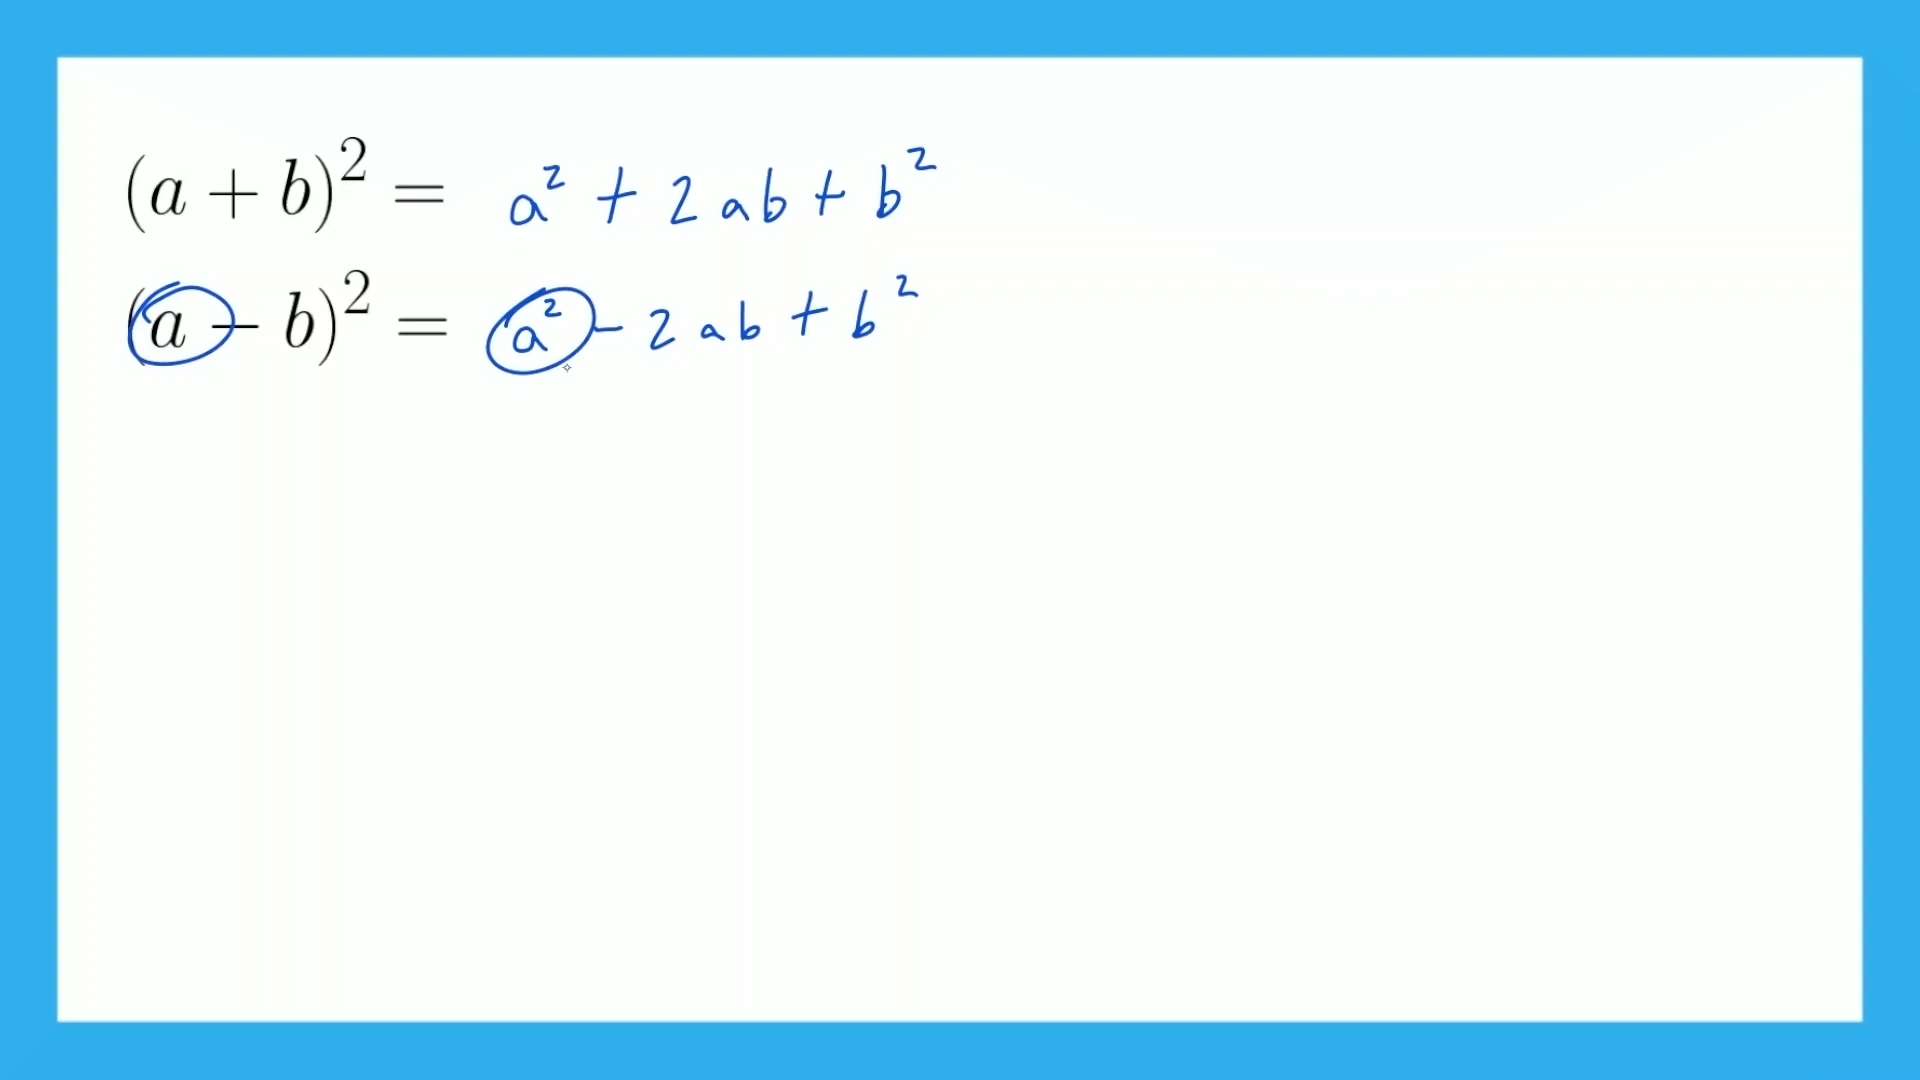 (a + b)² = a² + 2ab + b²
(a − b)² = a² − 2ab + b²